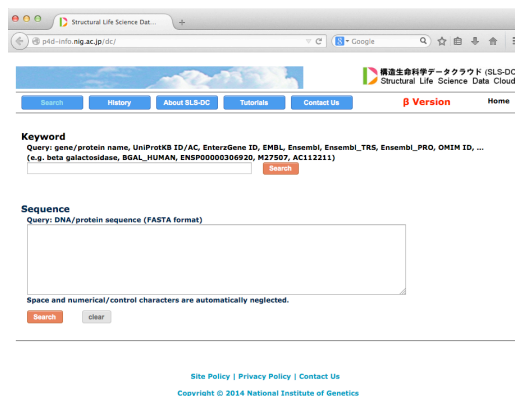 Structural Life Science Dat...
p4d-info.nig.ac.jp/dc/
Google
構造生命科学データクラウド (SLS-DC
Structural Life Science Data Cloud
Search
History
About SLS-DC
Tutorials
Contact Us
β Version
Home
Keyword
Query: gene/protein name, UniProtKB ID/AC, EnterzGene ID, EMBL, Ensembl, Ensembl_TRS, Ensembl_PRO, OMIM ID, ...
(e.g. beta galactosidase, BGAL_HUMAN, ENSP00000306920, M27507, AC112211)
Search
Sequence
Query: DNA/protein sequence (FASTA format)
Space and numerical/control characters are automatically neglected.
Search
clear
Site Policy | Privacy Policy | Contact Us
Copyright © 2014 National Institute of Genetics